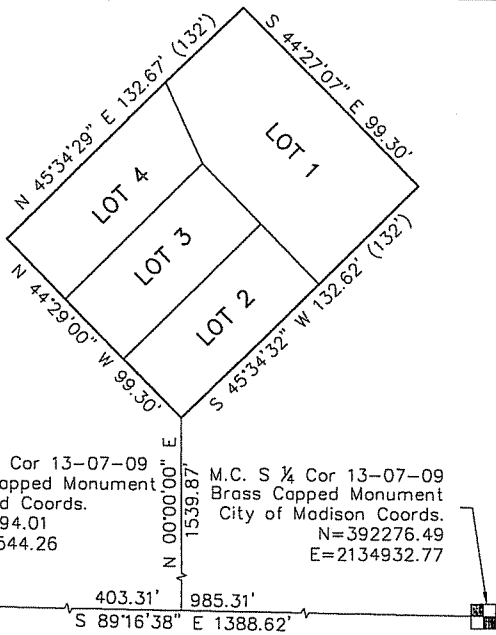 N 45°34'29" E 132.67' (132')
S 44°27'07" E 99.30'
LOT 1
LOT 4
LOT 3
LOT 2
N 44°29'00" W 99.30'
S 45°34'32" W 132.62' (132')
Cor 13-07-09
apped Monument
d Coords.
94.01
544.26
N 00°00'00" E
1539.87'
M.C. S ¼ Cor 13-07-09
Brass Capped Monument
City of Madison Coords.
N=392276.49
E=2134932.77
403.31' 985.31'
S 89°16'38" E 1388.62'